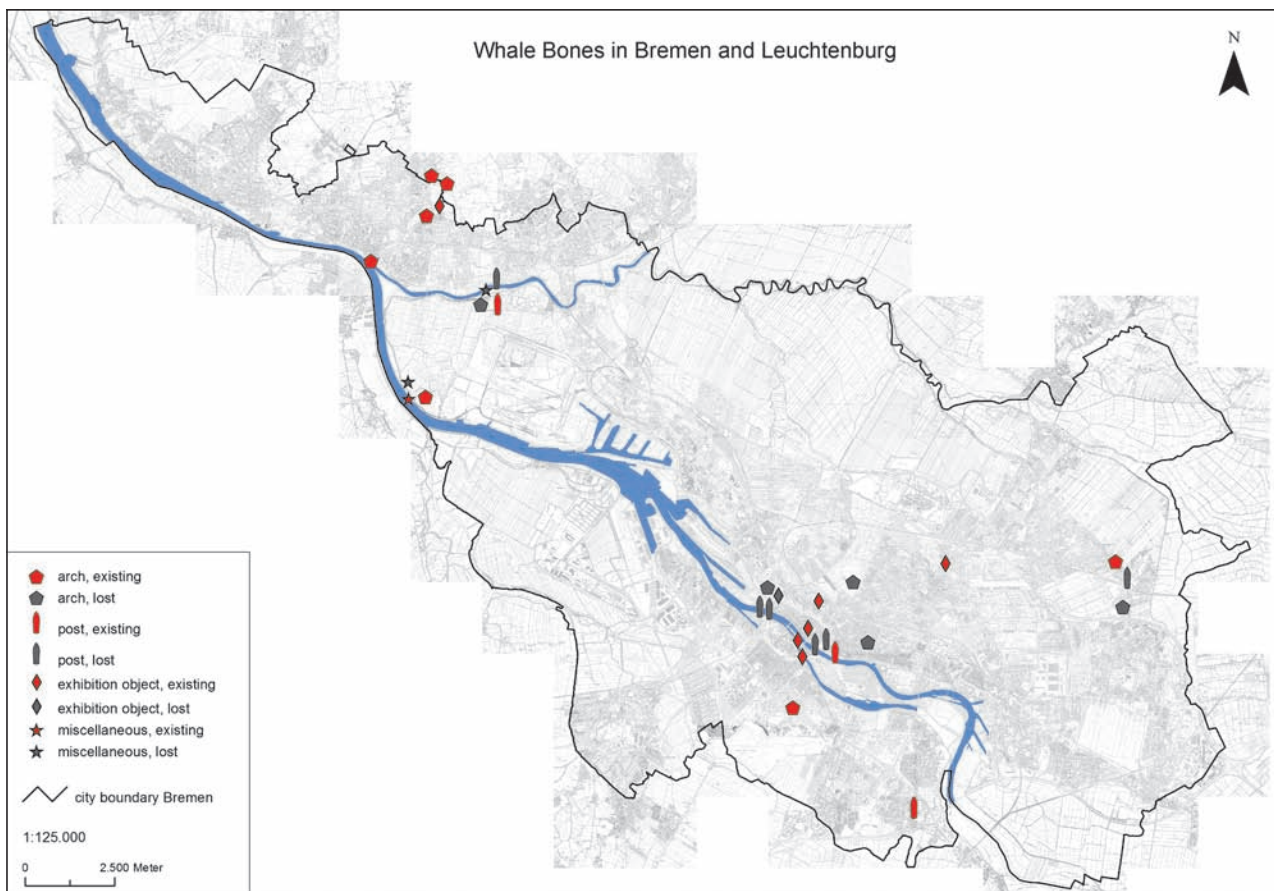 Whale Bones in Bremen and Leuchtenburg
N
arch, existing
arch, lost
post, existing
post, lost
exhibition object, existing
exhibition object, lost
miscellaneous, existing
miscellaneous, lost
city boundary Bremen
1:125.000
0 2.500 Meter